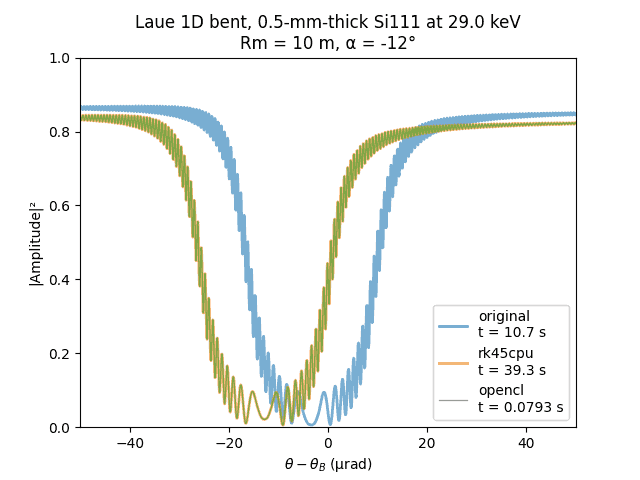 Laue 1D bent, 0.5-mm-thick Si111 at 29.0 keV
Rm = 10 m, α = -12°
|Amplitude|²
1.0
0.8
0.6
0.4
0.2
0.0
original
t = 10.7 s
rk45cpu
t = 39.3 s
opencl
t = 0.0793 s
−40 −20 0 20 40
θ − θ_B (μrad)